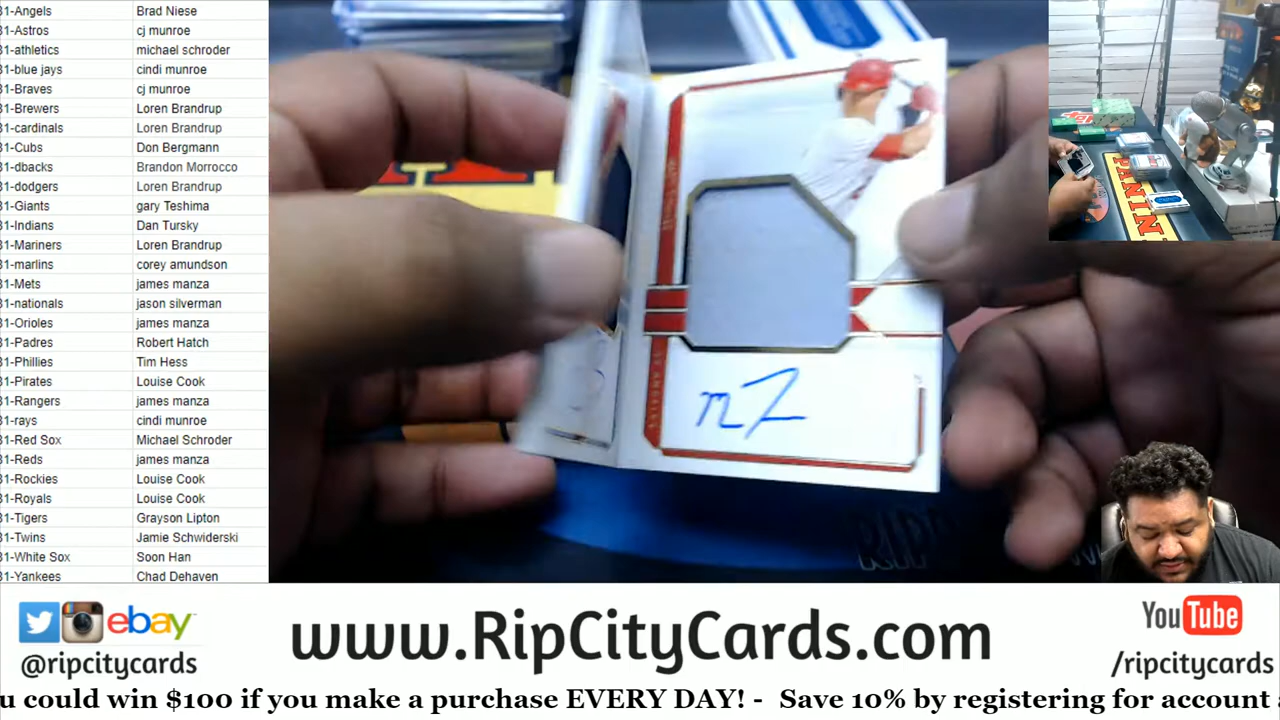 31-Angels Brad Niese
31-Astros cj munroe
31-athletics michael schroder
31-blue jays cindi munroe
31-Braves cj munroe
31-Brewers Loren Brandrup
31-cardinals Loren Brandrup
31-Cubs Don Bergmann
31-dbacks Brandon Morrocco
31-dodgers Loren Brandrup
31-Giants gary Teshima
31-Indians Dan Tursky
31-Mariners Loren Brandrup
31-marlins corey amundson
31-Mets james manza
31-nationals jason silverman
31-Orioles james manza
31-Padres Robert Hatch
31-Phillies Tim Hess
31-Pirates Louise Cook
31-Rangers james manza
31-rays cindi munroe
31-Red Sox Michael Schroder
31-Reds james manza
31-Rockies Louise Cook
31-Royals Louise Cook
31-Tigers Grayson Lipton
31-Twins Jamie Schwiderski
31-White Sox Soon Han
31-Yankees Chad Dehaven
PANINI
ebay
@ripcitycards
www.RipCityCards.com
YouTube
/ripcitycards
u could win $100 if you make a purchase EVERY DAY! - Save 10% by registering for account